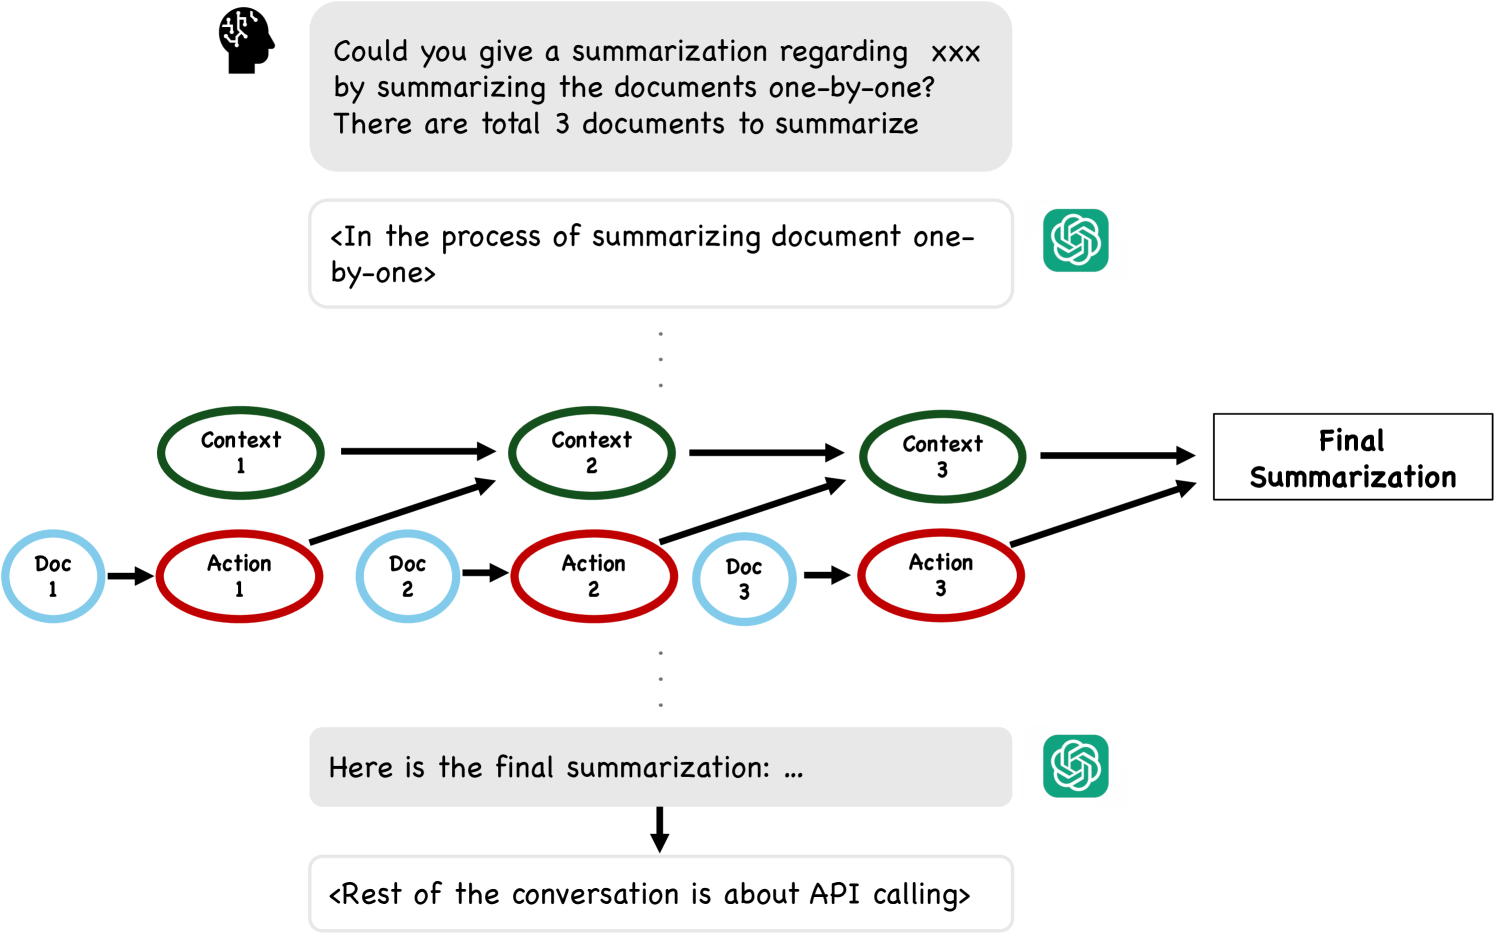 Could you give a summarization regarding xxx
by summarizing the documents one-by-one?
There are total 3 documents to summarize
<In the process of summarizing document one-
by-one>
Context
1
Context
2
Context
3
Final
Summarization
Doc
1
Action
1
Doc
2
Action
2
Doc
3
Action
3
Here is the final summarization: ...
<Rest of the conversation is about API calling>